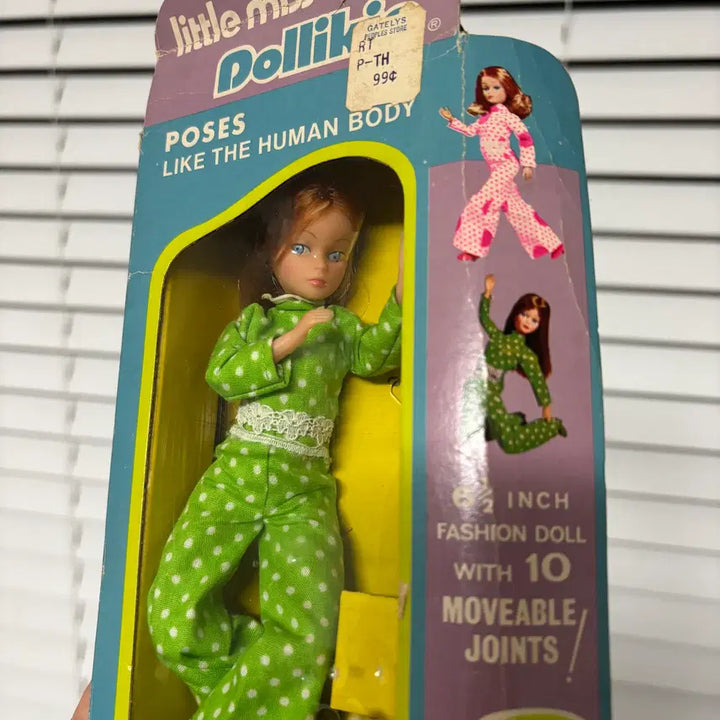 little miss
Dollikin ®
GATELYS
PEOPLES STORE
RT
P-TH
99¢
POSES
LIKE THE HUMAN BODY
6½ INCH
FASHION DOLL
WITH 10
MOVEABLE
JOINTS!